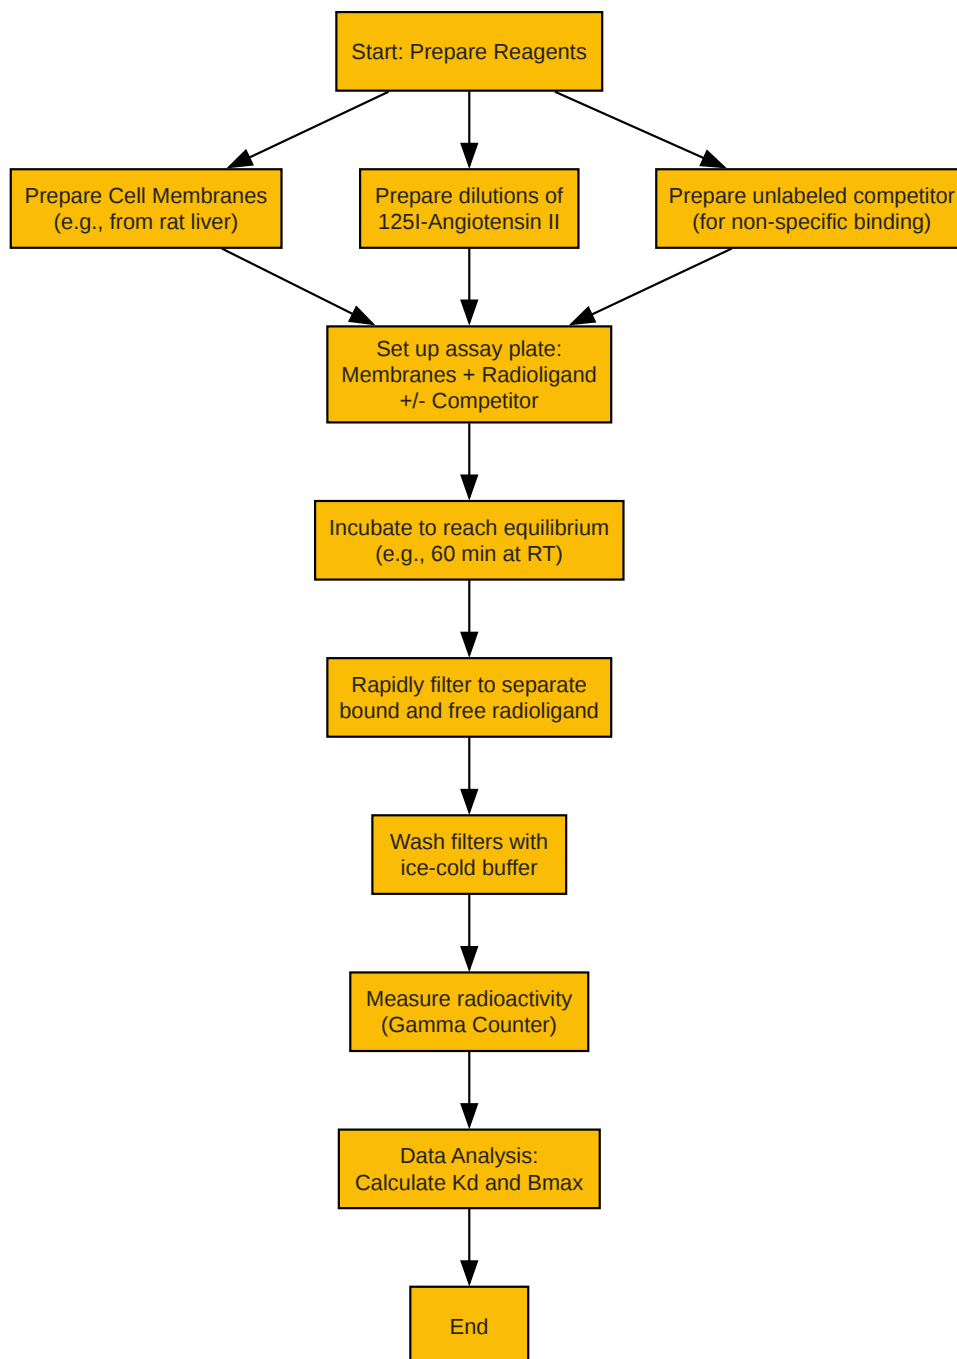 Start: Prepare Reagents
Prepare Cell Membranes
(e.g., from rat liver)
Prepare dilutions of
125I-Angiotensin II
Prepare unlabeled competitor
(for non-specific binding)
Set up assay plate:
Membranes + Radioligand
+/- Competitor
Incubate to reach equilibrium
(e.g., 60 min at RT)
Rapidly filter to separate
bound and free radioligand
Wash filters with
ice-cold buffer
Measure radioactivity
(Gamma Counter)
Data Analysis:
Calculate Kd and Bmax
End